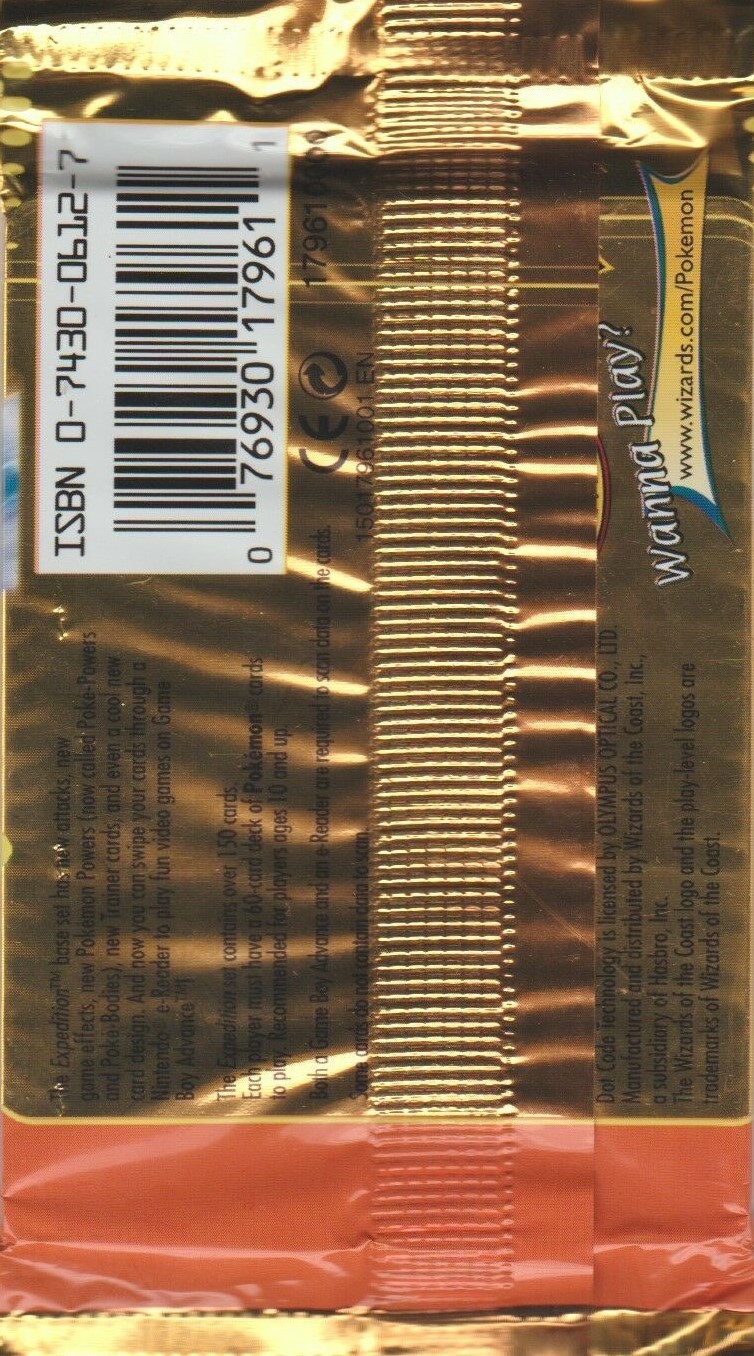 ISBN 0-7430-0612-7
0 76930 17961 1
CE
15017961001 EN
The Expedition™ base set has new attacks, new
game effects, new Pokémon Powers (now called Poké-Powers
and Poké-Bodies), new Trainer cards, and even a cool new
card design. And now you can swipe your cards through a
Nintendo e-Reader to play fun video games on Game
Boy Advance™!
The Expedition set contains over 150 cards.
Each player must have a 60-card deck of Pokémon® cards
to play. Recommended for players ages 10 and up.
Both a Game Boy Advance and an e-Reader are required to scan data on the cards.
Some cards do not contain data to scan.
Wanna Play?
www.wizards.com/Pokemon
Dot Code Technology is licensed by OLYMPUS OPTICAL CO., LTD.
Manufactured and distributed by Wizards of the Coast, Inc.,
a subsidiary of Hasbro, Inc.
The Wizards of the Coast logo and the play-level logos are
trademarks of Wizards of the Coast.